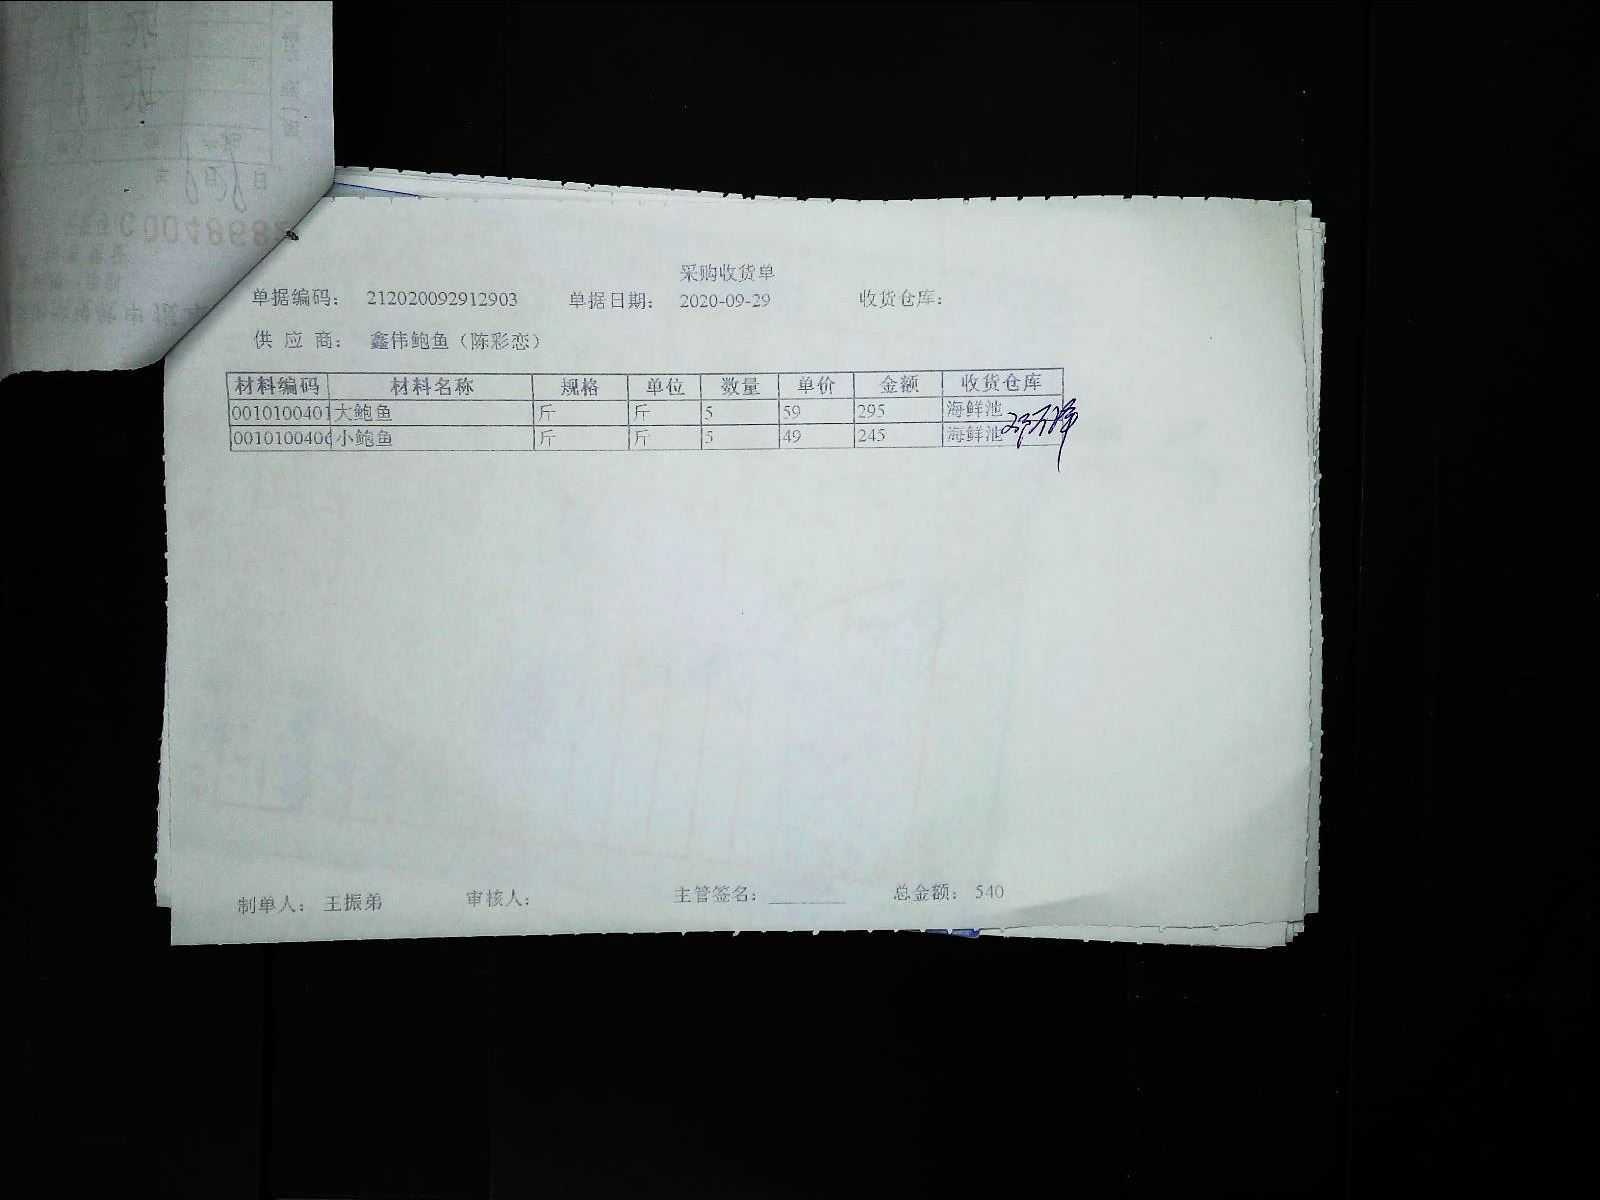 采购收货单
单据编码： 212020092912903 单据日期： 2020-09-29 收货仓库：
供 应 商： 鑫伟鲍鱼（陈彩恋）
材料编码 材料名称 规格 单位 数量 单价 金额 收货仓库
0010100401 大鲍鱼 斤 斤 5 59 295 海鲜池
001010040 小鲍鱼 斤 斤 5 49 245 海鲜池
制单人： 王振弟 审核人： 主管签名： 总金额： 540